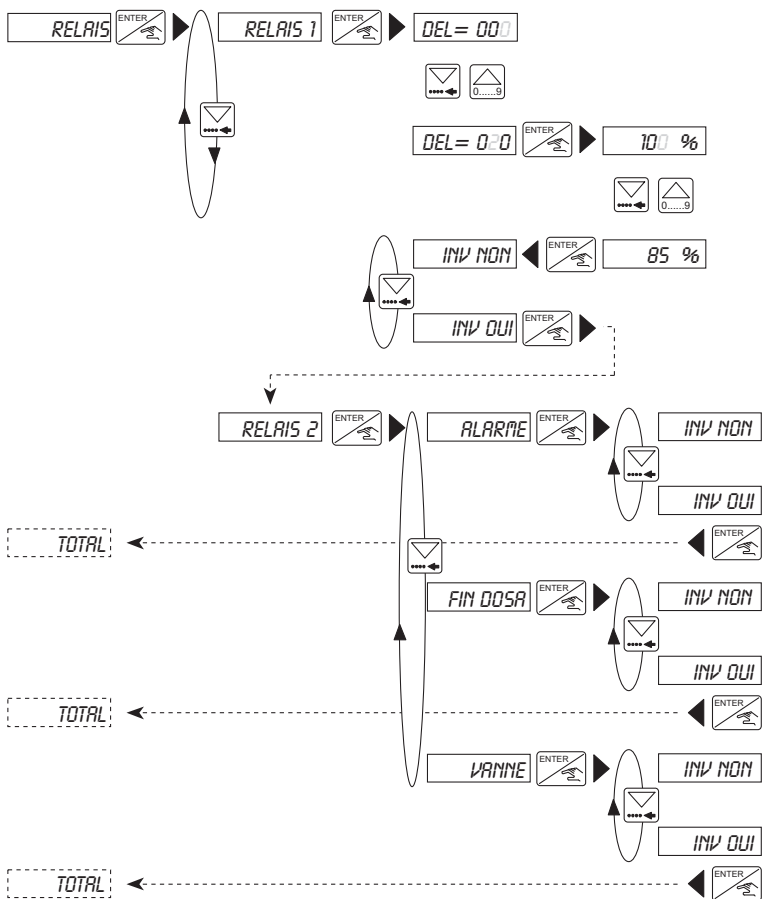 RELAIS ENTER RELAIS 1 ENTER DEL= 000
0......9
DEL= 020 ENTER 100 %
0......9
INV NON ENTER 85 %
INV OUI ENTER
RELAIS 2 ENTER ALARME ENTER INV NON
INV OUI
TOTAL ENTER
FIN DOSA ENTER INV NON
INV OUI
TOTAL ENTER
VANNE ENTER INV NON
INV OUI
TOTAL ENTER